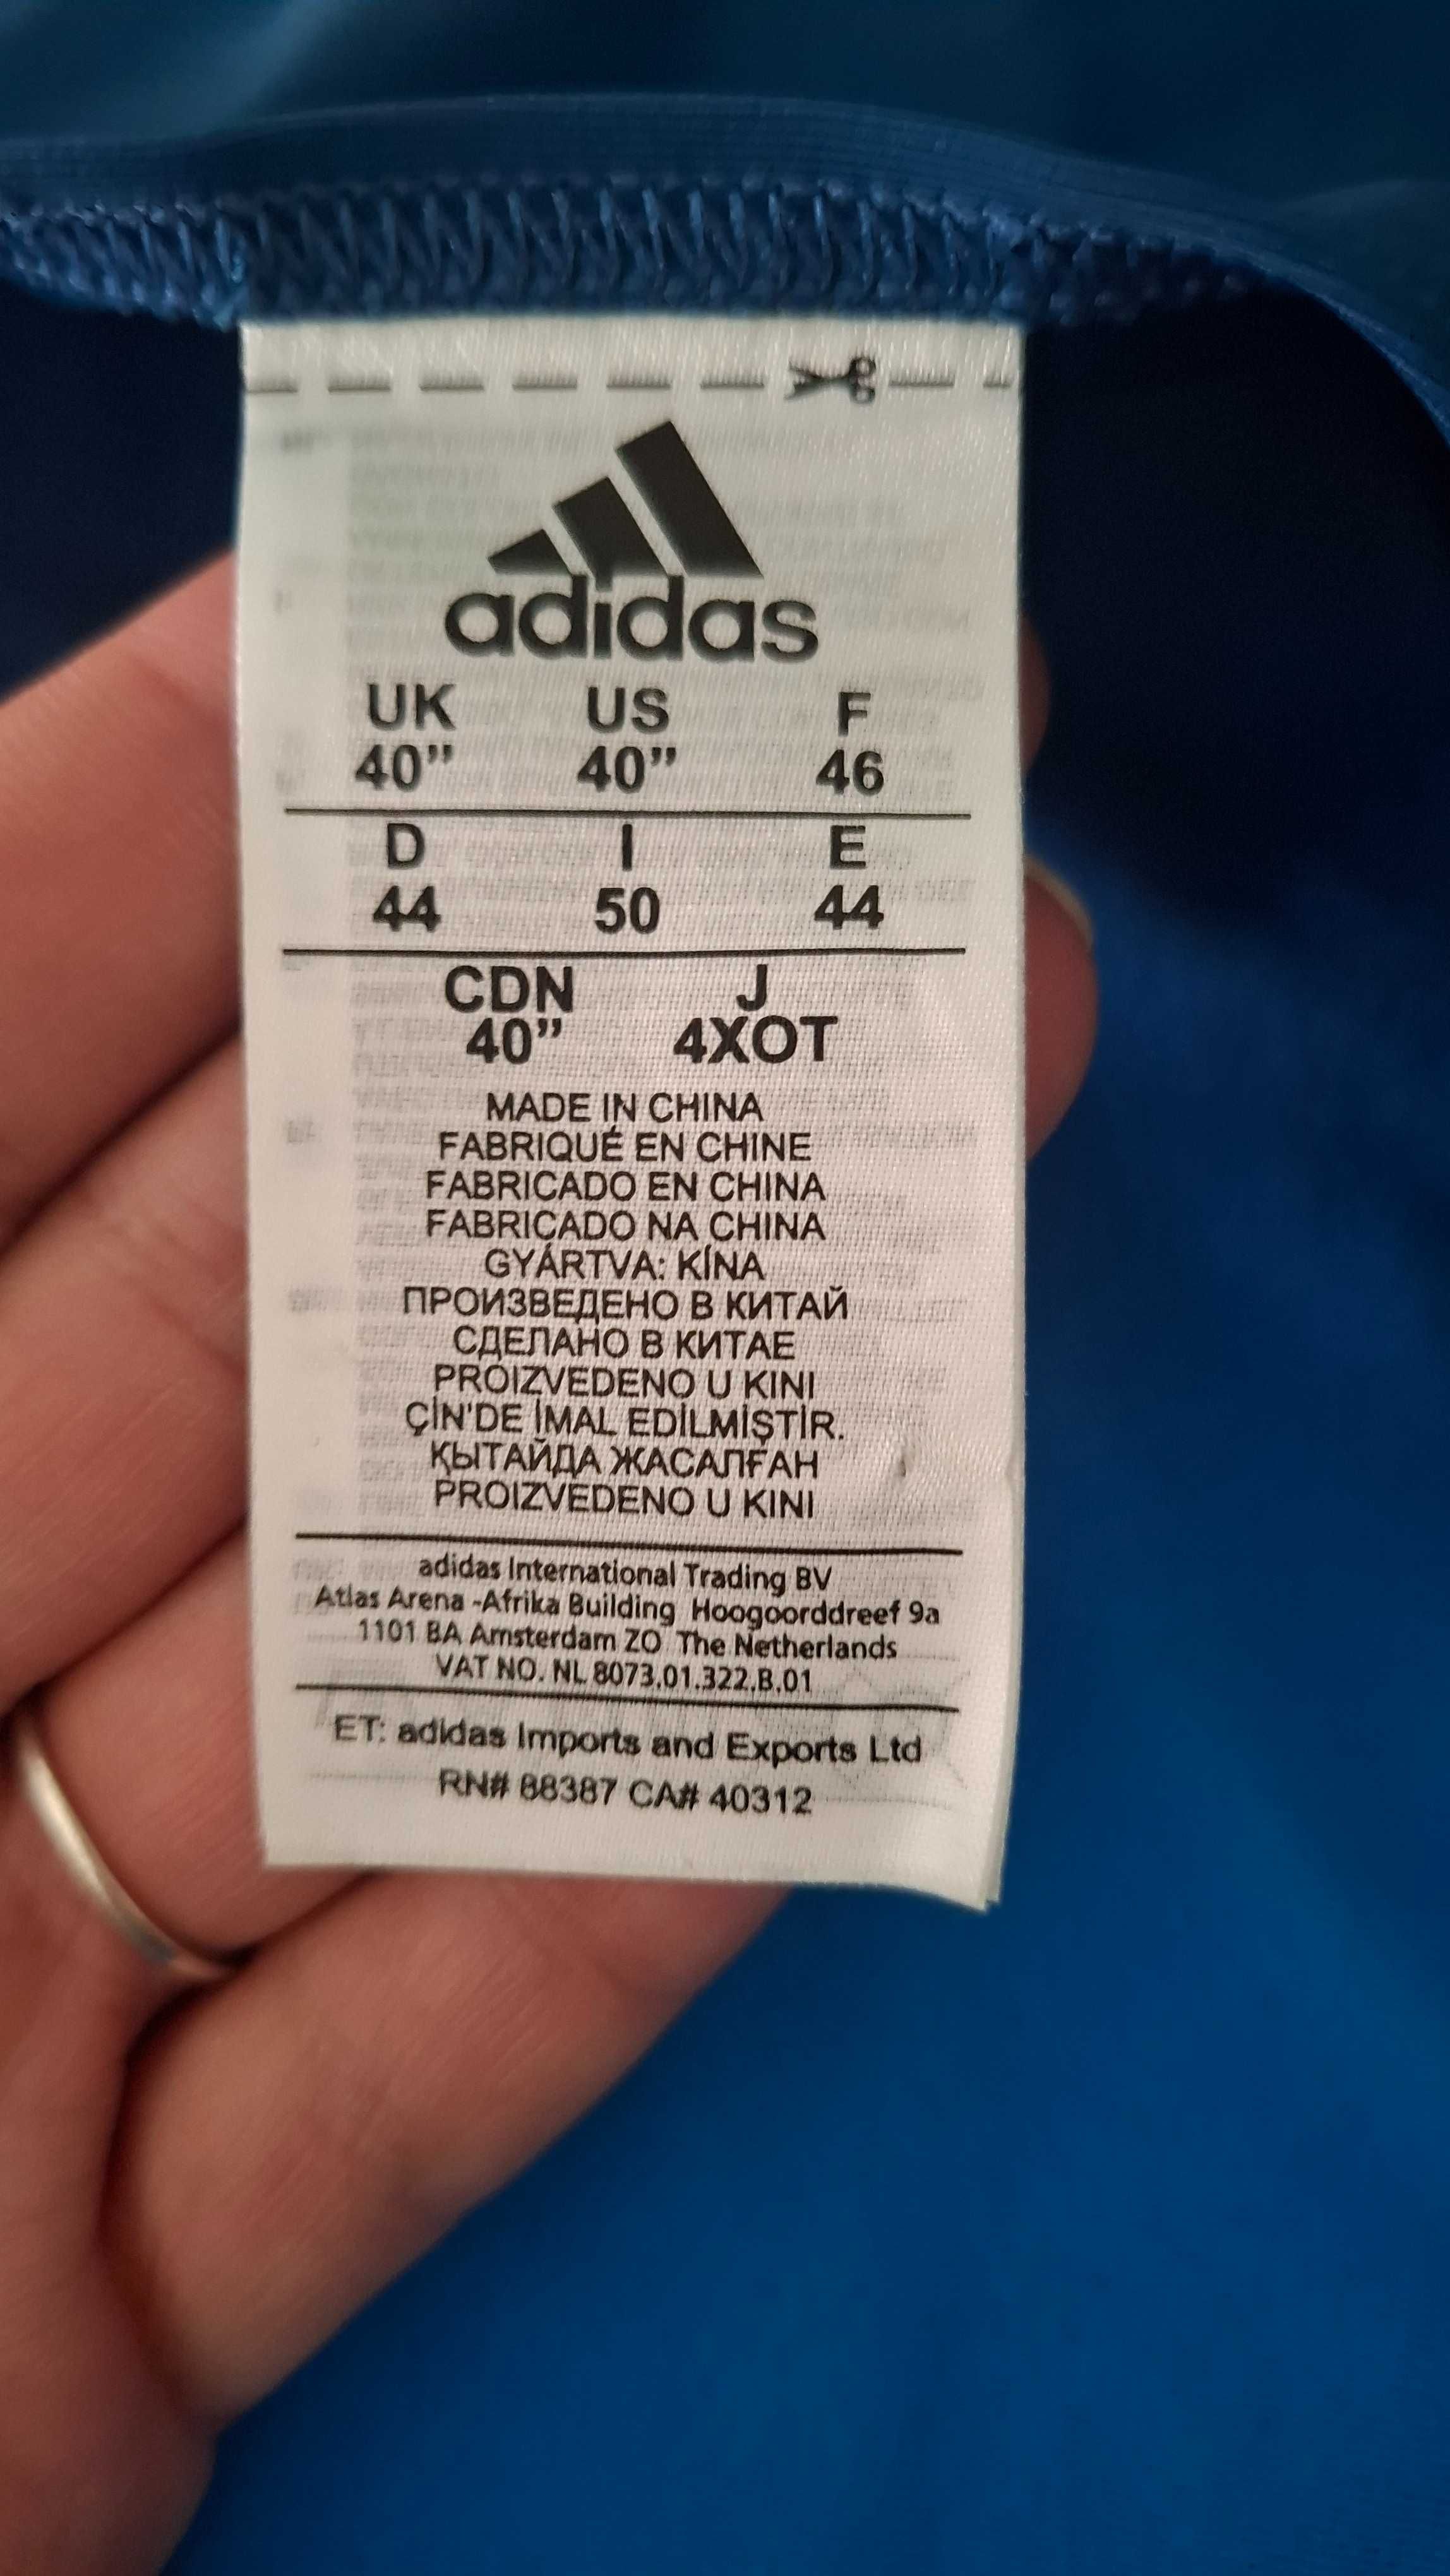 adidas
UK US F
40” 40” 46
D I E
44 50 44
CDN J
40” 4XOT
MADE IN CHINA
FABRIQUÉ EN CHINE
FABRICADO EN CHINA
FABRICADO NA CHINA
GYÁRTVA: KÍNA
ПРОИЗВЕДЕНО В КИТАЙ
СДЕЛАНО В КИТАЕ
PROIZVEDENO U KINI
ÇİN'DE İMAL EDİLMİŞTİR.
ҚЫТАЙДА ЖАСАЛҒАН
PROIZVEDENO U KINI
adidas International Trading BV
Atlas Arena -Afrika Building Hoogoorddreef 9a
1101 BA Amsterdam ZO The Netherlands
VAT NO. NL 8073.01.322.B.01
ET: adidas Imports and Exports Ltd
RN# 88387 CA# 40312